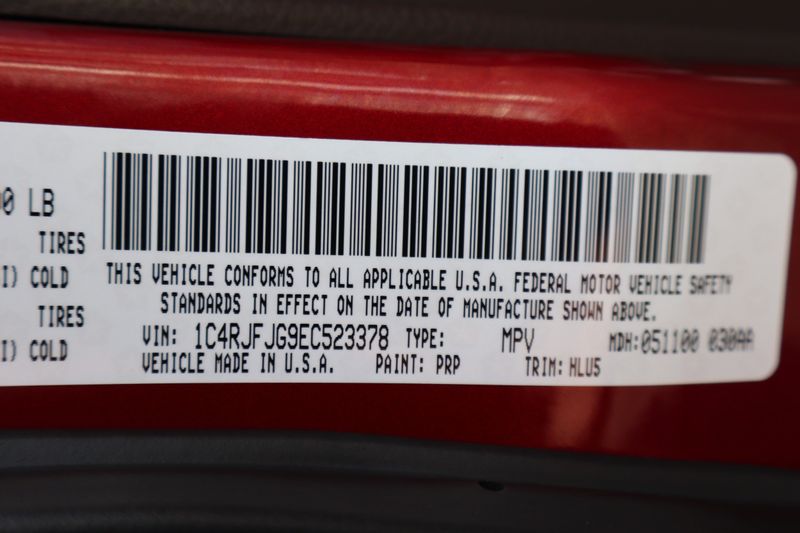 00 LB
TIRES
I) COLD
TIRES
I) COLD
THIS VEHICLE CONFORMS TO ALL APPLICABLE U.S.A. FEDERAL MOTOR VEHICLE SAFETY
STANDARDS IN EFFECT ON THE DATE OF MANUFACTURE SHOWN ABOVE.
VIN: 1C4RJFJG9EC523378 TYPE: MPV MDH:051100 030AA
VEHICLE MADE IN U.S.A. PAINT: PRP TRIM: HLU5